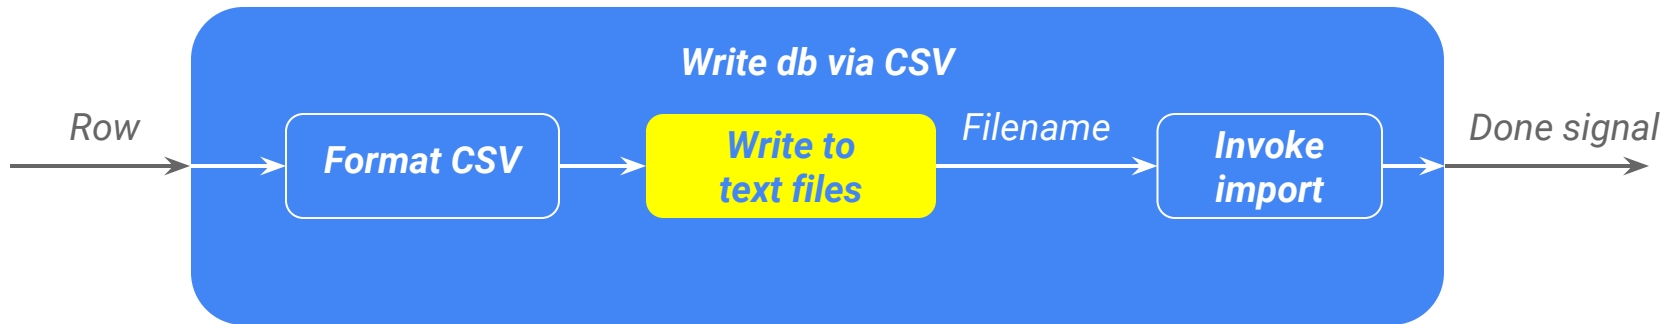 Write db via CSV
Row
Format CSV
Write to
text files
Filename
Invoke
import
Done signal